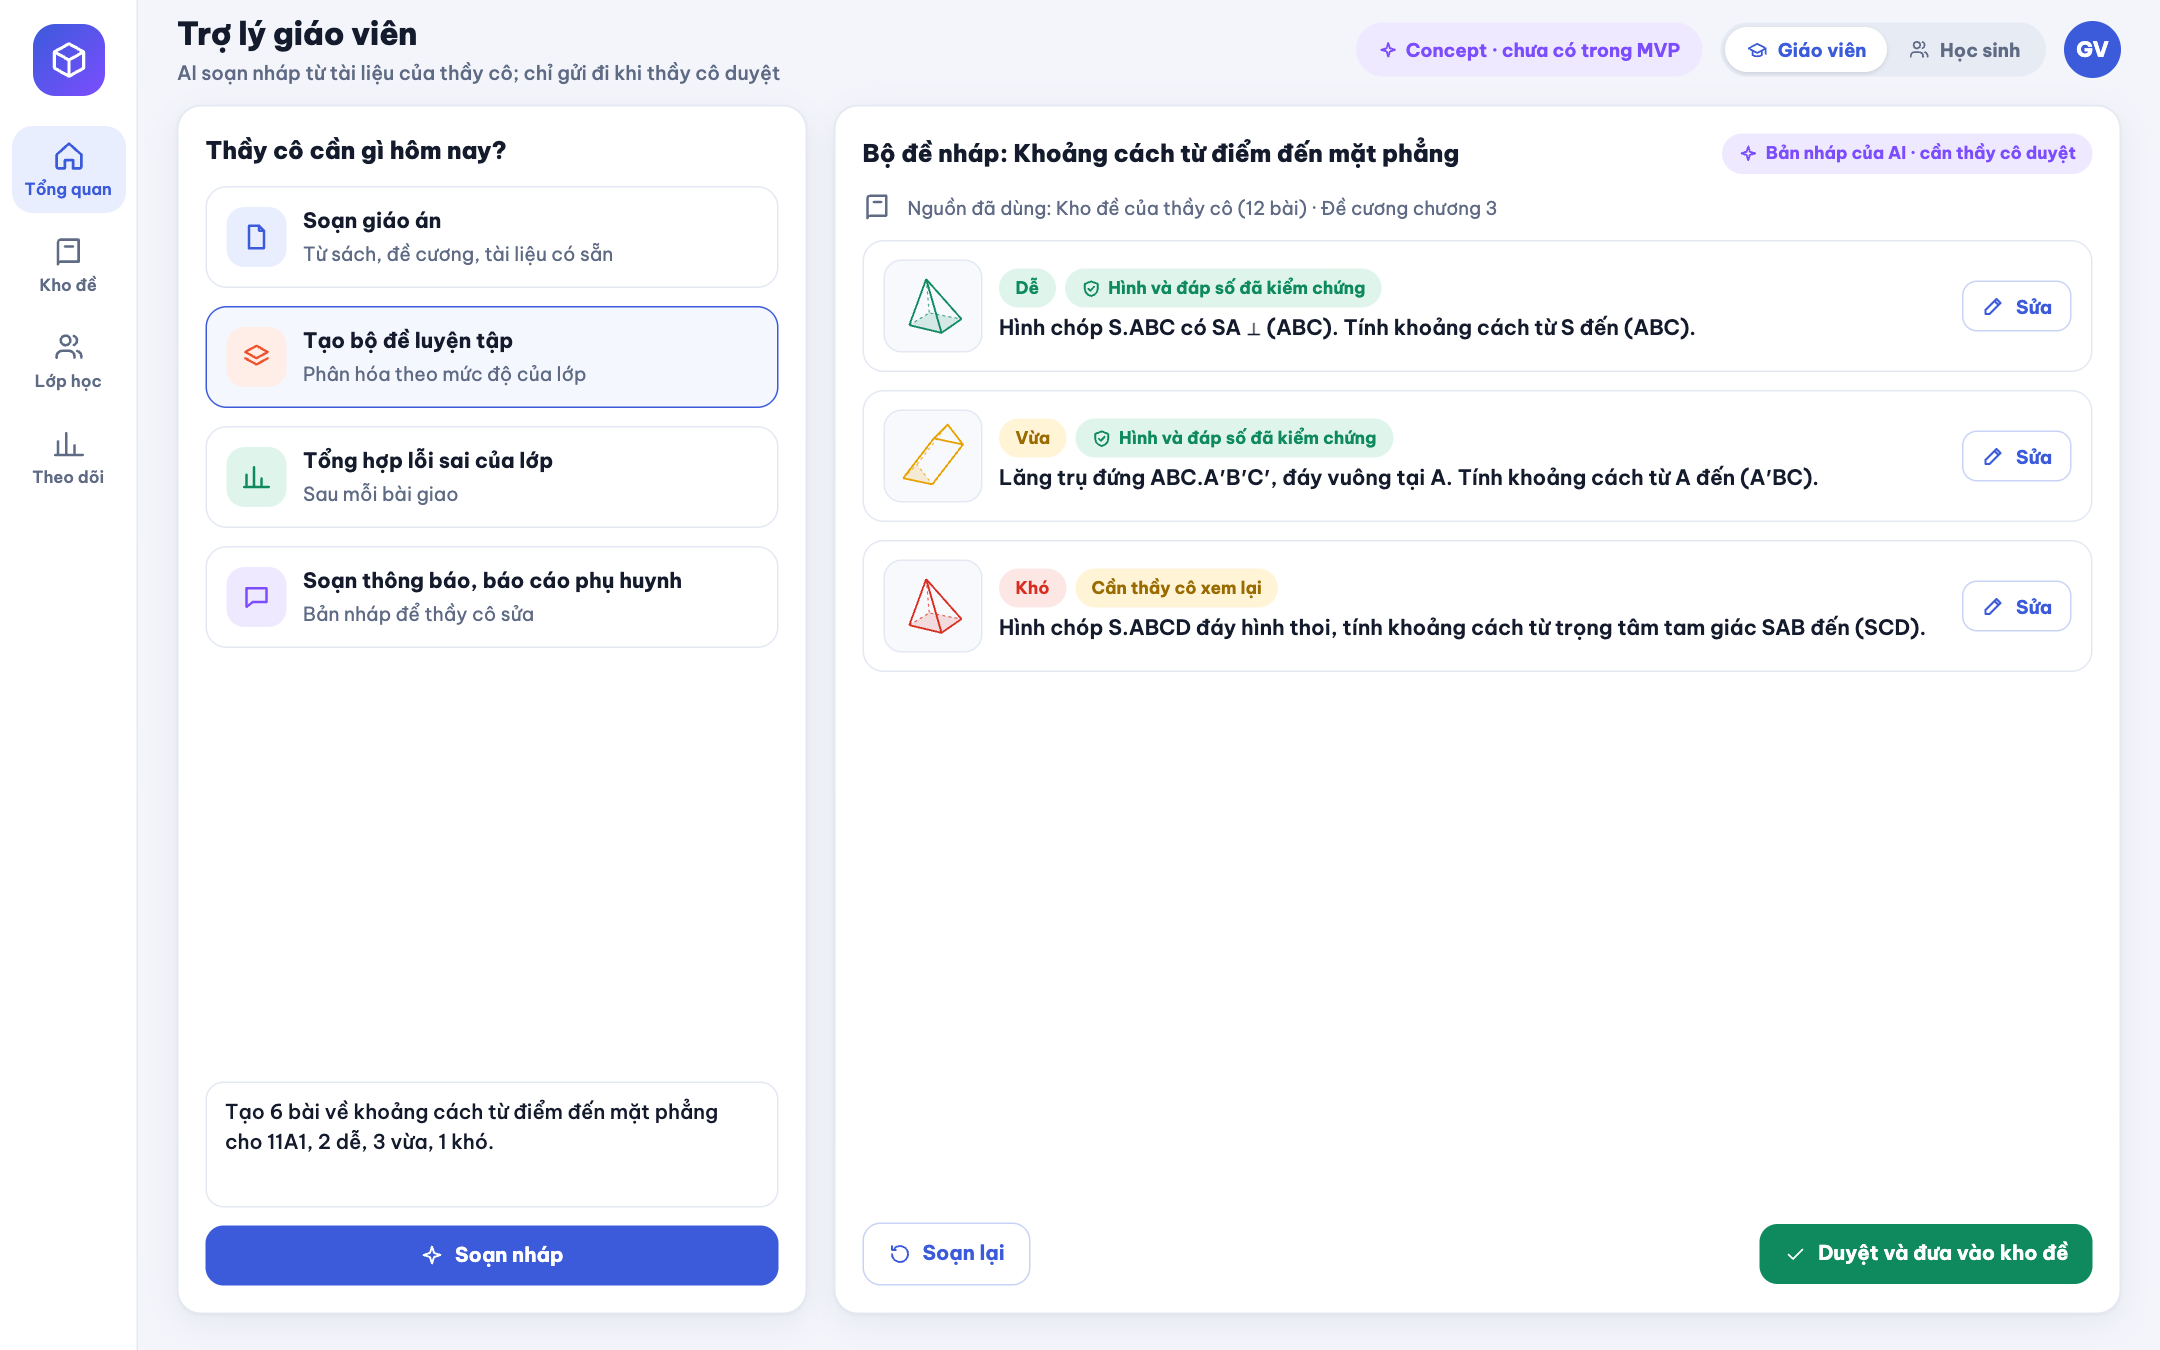 Trợ lý giáo viên
AI soạn nháp từ tài liệu của thầy cô; chỉ gửi đi khi thầy cô duyệt
Concept · chưa có trong MVP
Giáo viên
Học sinh
GV
Tổng quan
Kho đề
Lớp học
Theo dõi
Thầy cô cần gì hôm nay?
Soạn giáo án
Từ sách, đề cương, tài liệu có sẵn
Tạo bộ đề luyện tập
Phân hóa theo mức độ của lớp
Tổng hợp lỗi sai của lớp
Sau mỗi bài giao
Soạn thông báo, báo cáo phụ huynh
Bản nháp để thầy cô sửa
Tạo 6 bài về khoảng cách từ điểm đến mặt phẳng
cho 11A1, 2 dễ, 3 vừa, 1 khó.
Soạn nháp
Bộ đề nháp: Khoảng cách từ điểm đến mặt phẳng
Bản nháp của AI · cần thầy cô duyệt
Nguồn đã dùng: Kho đề của thầy cô (12 bài) · Đề cương chương 3
Dễ
Hình và đáp số đã kiểm chứng
Hình chóp S.ABC có SA ⊥ (ABC). Tính khoảng cách từ S đến (ABC).
Sửa
Vừa
Hình và đáp số đã kiểm chứng
Lăng trụ đứng ABC.A′B′C′, đáy vuông tại A. Tính khoảng cách từ A đến (A′BC).
Sửa
Khó
Cần thầy cô xem lại
Hình chóp S.ABCD đáy hình thoi, tính khoảng cách từ trọng tâm tam giác SAB đến (SCD).
Sửa
Soạn lại
Duyệt và đưa vào kho đề